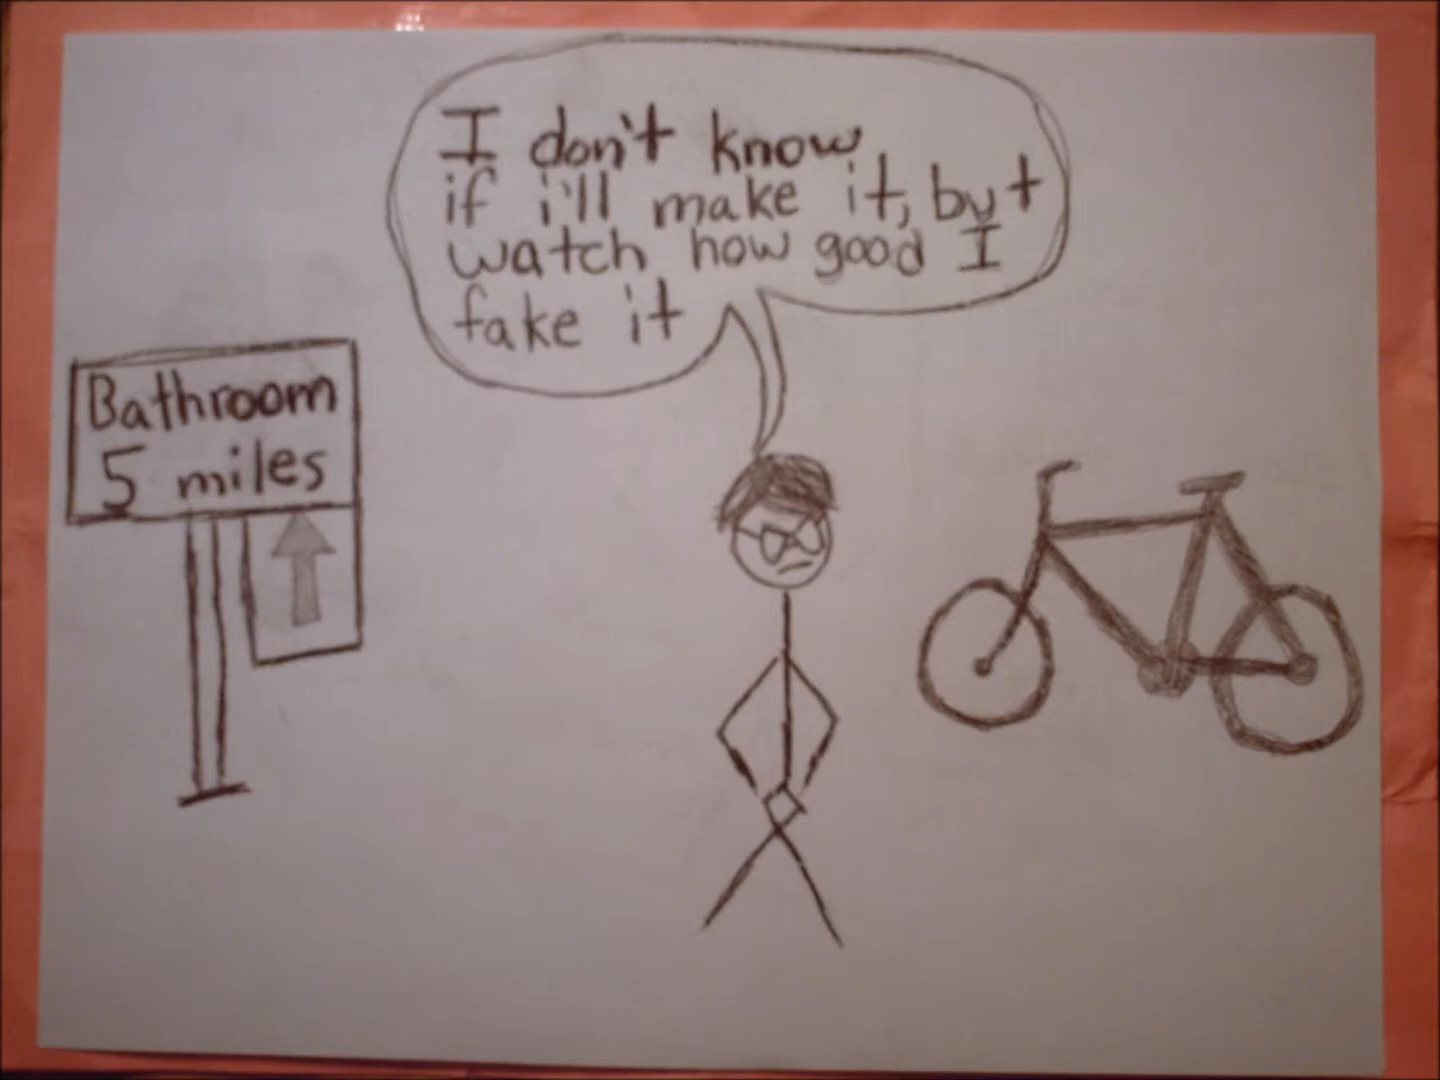 I don't know
if i'll make it, but
watch how good I
fake it
Bathroom
5 miles